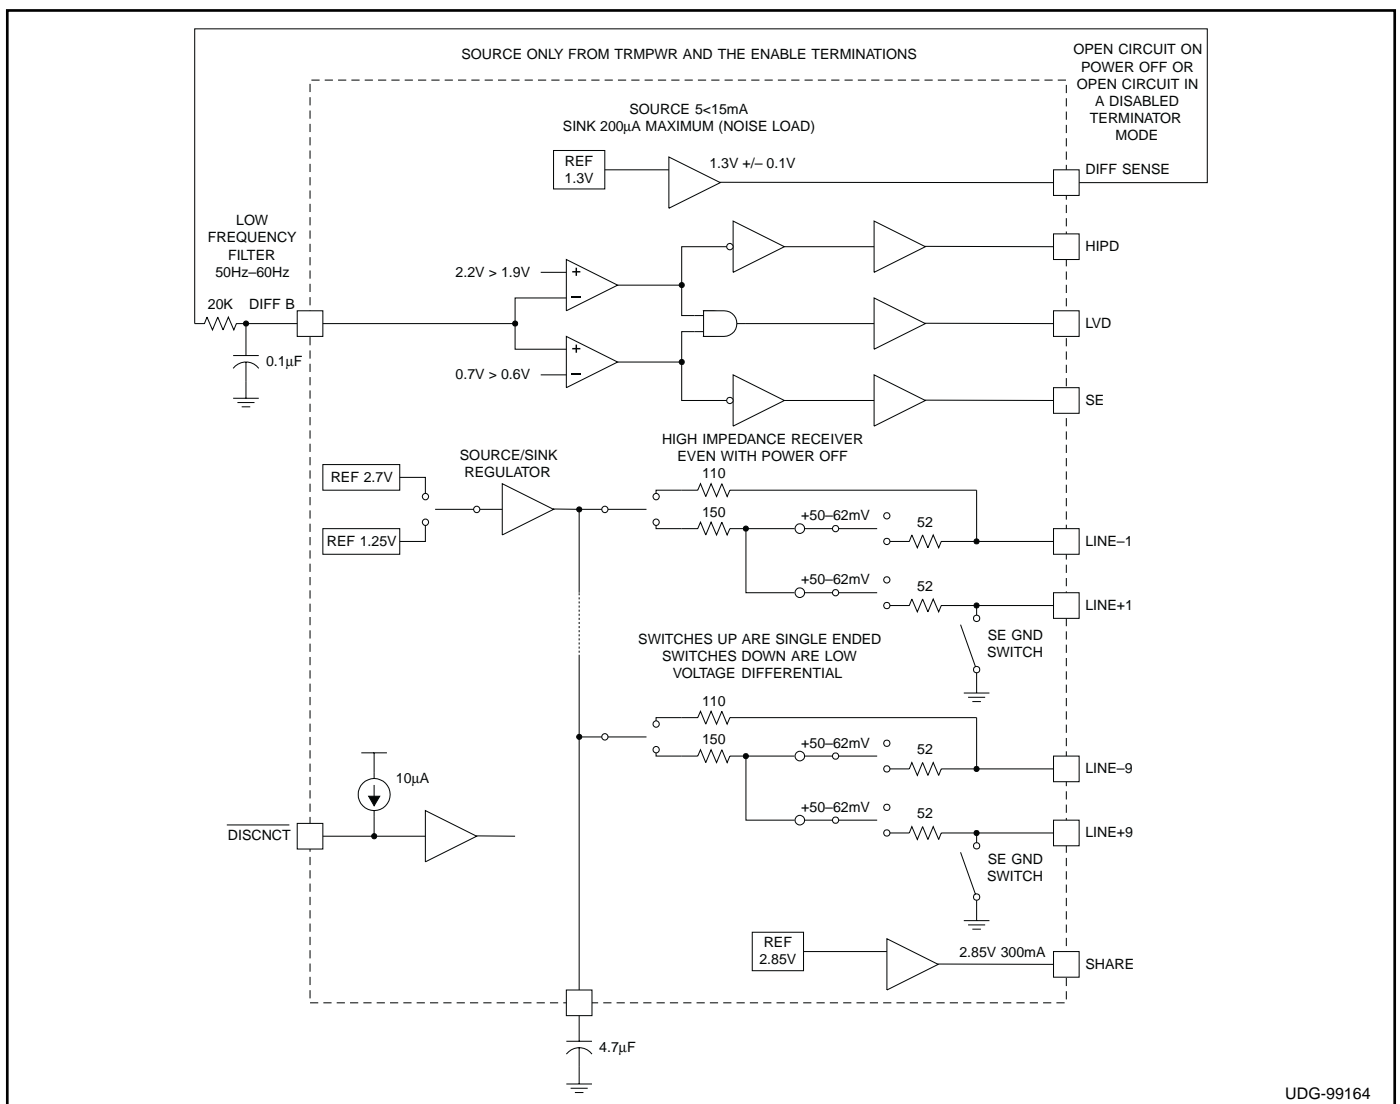 SOURCE ONLY FROM TRMPWR AND THE ENABLE TERMINATIONS
OPEN CIRCUIT ON
POWER OFF OR
OPEN CIRCUIT IN
A DISABLED
TERMINATOR
MODE
SOURCE 5<15mA
SINK 200µA MAXIMUM (NOISE LOAD)
REF
1.3V
1.3V +/– 0.1V
DIFF SENSE
LOW
FREQUENCY
FILTER
50Hz–60Hz
20K
DIFF B
0.1µF
2.2V > 1.9V
+
–
+
–
0.7V > 0.6V
HIPD
LVD
SE
HIGH IMPEDANCE RECEIVER
EVEN WITH POWER OFF
SOURCE/SINK
REGULATOR
REF 2.7V
REF 1.25V
110
150
+50–62mV
52
LINE–1
+50–62mV
52
LINE+1
SE GND
SWITCH
SWITCHES UP ARE SINGLE ENDED
SWITCHES DOWN ARE LOW
VOLTAGE DIFFERENTIAL
110
150
+50–62mV
52
LINE–9
+50–62mV
52
LINE+9
SE GND
SWITCH
10µA
DISCNCT
REF
2.85V
2.85V 300mA
SHARE
4.7µF
UDG-99164